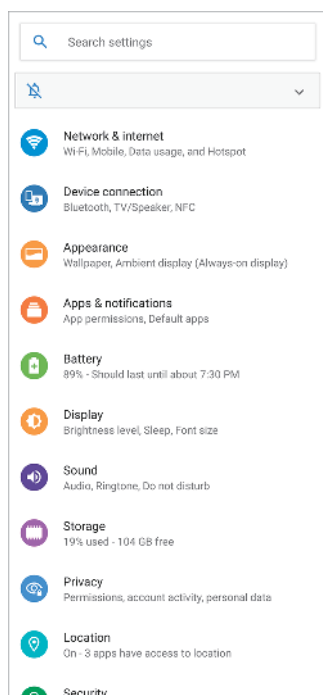 Search settings
Network & internet
Wi-Fi, Mobile, Data usage, and Hotspot
Device connection
Bluetooth, TV/Speaker, NFC
Appearance
Wallpaper, Ambient display (Always-on display)
Apps & notifications
App permissions, Default apps
Battery
89% - Should last until about 7:30 PM
Display
Brightness level, Sleep, Font size
Sound
Audio, Ringtone, Do not disturb
Storage
19% used - 104 GB free
Privacy
Permissions, account activity, personal data
Location
On - 3 apps have access to location
Security